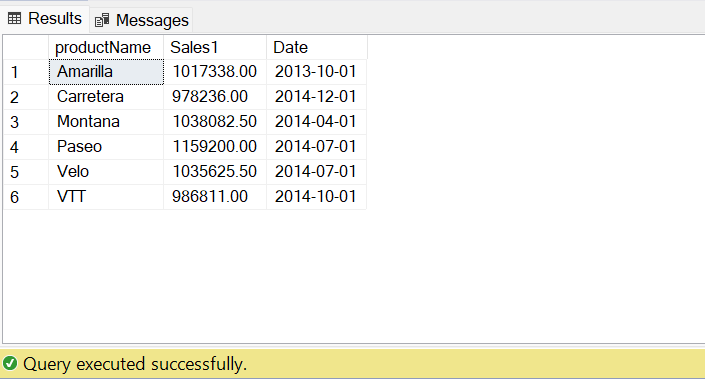 Results Messages
productName Sales1 Date
1 Amarilla 1017338.00 2013-10-01
2 Carretera 978236.00 2014-12-01
3 Montana 1038082.50 2014-04-01
4 Paseo 1159200.00 2014-07-01
5 Velo 1035625.50 2014-07-01
6 VTT 986811.00 2014-10-01
Query executed successfully.